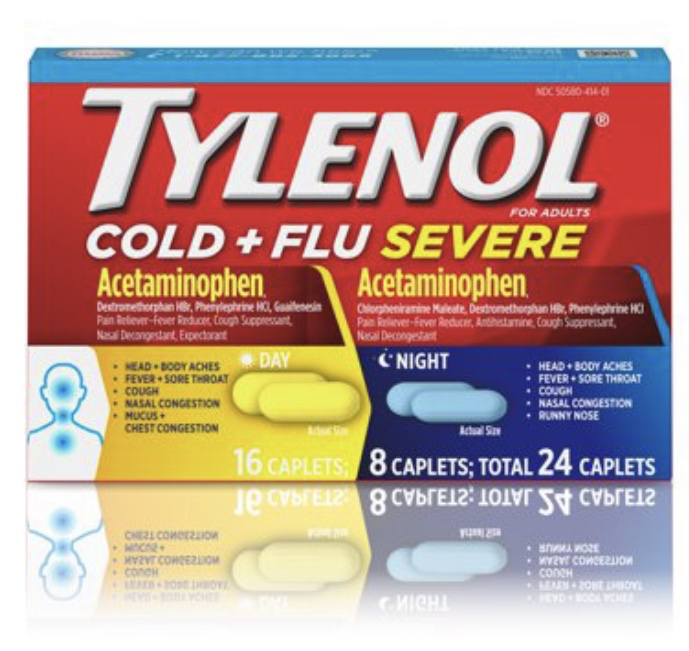 NDC 50580-414-01
TYLENOL®
FOR ADULTS
COLD + FLU SEVERE
Acetaminophen,
Dextromethorphan HBr, Phenylephrine HCl, Guaifenesin
Pain Reliever–Fever Reducer, Cough Suppressant,
Nasal Decongestant, Expectorant
Acetaminophen,
Chlorpheniramine Maleate, Dextromethorphan HBr, Phenylephrine HCl
Pain Reliever–Fever Reducer, Antihistamine, Cough Suppressant,
Nasal Decongestant
DAY
• HEAD + BODY ACHES
• FEVER + SORE THROAT
• COUGH
• NASAL CONGESTION
• MUCUS +
CHEST CONGESTION
Actual Size
16 CAPLETS;
NIGHT
• HEAD + BODY ACHES
• FEVER + SORE THROAT
• COUGH
• NASAL CONGESTION
• RUNNY NOSE
Actual Size
8 CAPLETS; TOTAL 24 CAPLETS